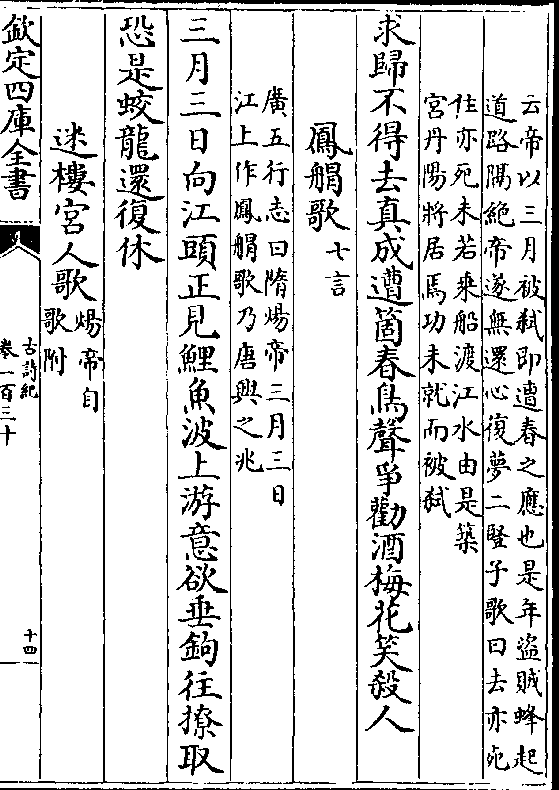 云帝以三月被弑即遭春之應也是年盜賊蜂起
道路隔絶帝遂無還心復夢二竪子歌曰去亦死
住亦死未若乗船渡江水由是築
宮丹陽將居焉功未就而被弑
求歸不得去真成遭箇春鳥聲爭勸酒梅花笑殺人
鳳艒歌 七言
廣五行志曰隋煬帝三月三日
江上作鳳艒歌乃唐興之兆
三月三日向江頭正見鯉魚波上游意欲垂鉤往撩取
恐是蛟龍還復休
迷樓宮人歌 煬帝自
歌附
欽定四庫全書
古詩紀
卷一百三十
十四